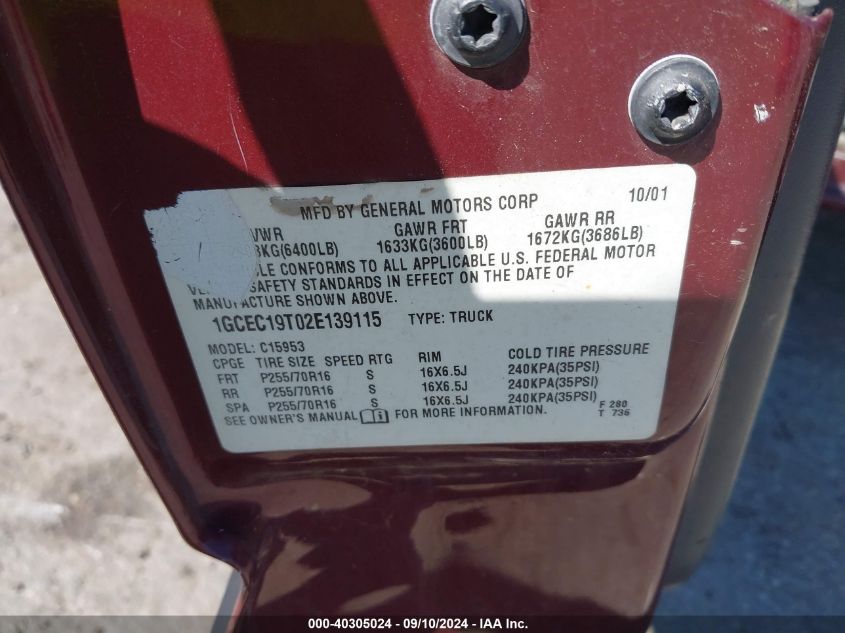 MFD BY GENERAL MOTORS CORP 10/01
VWR GAWR FRT GAWR RR
KG(6400LB) 1633KG(3600LB) 1672KG(3686LB)
CONFORMS TO ALL APPLICABLE U.S. FEDERAL MOTOR
SAFETY STANDARDS IN EFFECT ON THE DATE OF
MANUFACTURE SHOWN ABOVE.
1GCEC19T02E139115 TYPE: TRUCK
MODEL: C15953
CPGE TIRE SIZE SPEED RTG RIM COLD TIRE PRESSURE
FRT P255/70R16 S 16X6.5J 240KPA(35PSI)
RR P255/70R16 S 16X6.5J 240KPA(35PSI)
SPA P255/70R16 S 16X6.5J 240KPA(35PSI)
SEE OWNER'S MANUAL FOR MORE INFORMATION. F 280
T 736
000-40305024 - 09/10/2024 - IAA Inc.